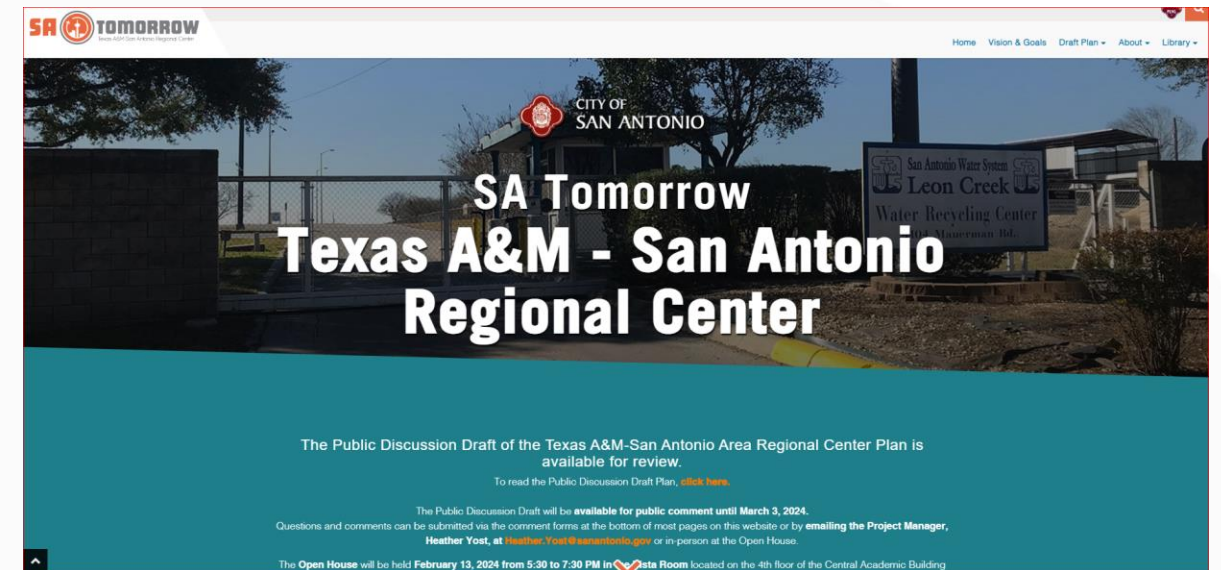 SA TOMORROW
Texas A&M San Antonio Regional Center
Home Vision & Goals Draft Plan About Library
CITY OF
SAN ANTONIO
San Antonio Water System
Leon Creek
Water Recycling Center
SA Tomorrow
Texas A&M - San Antonio
Regional Center
The Public Discussion Draft of the Texas A&M-San Antonio Area Regional Center Plan is
available for review.
To read the Public Discussion Draft Plan, click here.
The Public Discussion Draft will be available for public comment until March 3, 2024.
Questions and comments can be submitted via the comment forms at the bottom of most pages on this website or by emailing the Project Manager,
Heather Yost, at Heather.Yost@sanantonio.gov or in-person at the Open House.
The Open House will be held February 13, 2024 from 5:30 to 7:30 PM in the Vista Room located on the 4th floor of the Central Academic Building